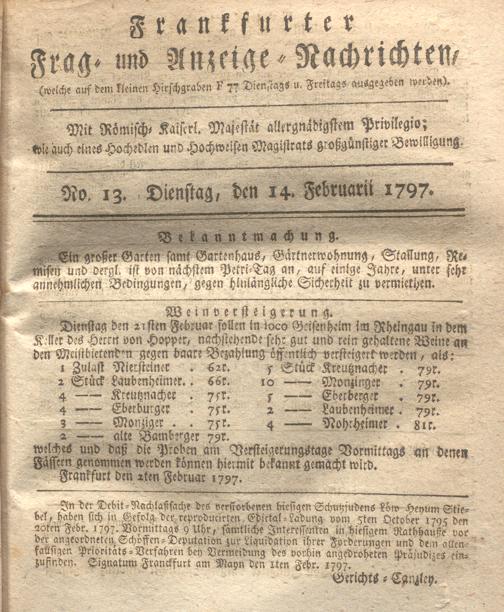 Frankfurter
Frag- und Anzeige-Nachrichten,
(welche auf dem kleinen Hirschgraben F 77 Dienstags u. Freitags ausgegeben werden).
Mit Römisch-Kaiserl. Majestät allergnädigstem Privilegio;
wie auch eines Hochedlen und Hochweisen Magistrats großgünstiger Bewilligung.
No. 13. Dienstag, den 14. Februarii 1797.
Bekanntmachung.
Ein großer Garten samt Gartenhaus, Gärtnerwohnung, Stallung, Re-
misen und dergl. ist von nächstem Petri-Tag an, auf einige Jahre, unter sehr
annehmlichen Bedingungen, gegen hinlängliche Sicherheit zu vermiethen.
Weinversteigerung.
Dienstag den 21sten Februar sollen in loco Geisenheim im Rheingau in dem
Keller des Herrn von Hopper, nachstehende sehr gut und rein gehaltene Weine an
den Meistbietenden gegen baare Bezahlung öffentlich versteigert werden, als:
1 Zulast Niersteiner . 62r. 5 Stück Kreuznacher . 79r.
2 Stück Laubenheimer . 66r. 10 — Monzinger . 79r.
4 — Kreuznacher . 75r. 5 — Eberberger . 79r.
4 — Eberburger . 75r. 2 — Laubenheimer . 79r.
3 — Monziger . 75r. 4 — Nohrheimer . 81r.
2 — alte Bamberger 79r.
welches und daß die Proben am Versteigerungstage Vormittags an denen
Fässern genommen werden können hiermit bekannt gemacht wird.
Frankfurt den 2ten Februar 1797.
In der Debit-Nachlaßsache des verstorbenen hiesigen Schutzjudens Löw Heyum Stie-
bel, haben sich in Gefolg der reproducirten Edictal-Ladung vom 5ten October 1795 den
20ten Febr. 1797. Vormittags 9 Uhr, samtliche Interessenten in hiesigem Rathhause vor
der angeordneten Schöffen-Deputation zur Liquidation ihrer Forderungen und dem allen-
falsigen Prioritäts-Verfahren bey Vermeidung des vorhin angedroheten Präjudizes ein-
zufinden. Signatum Franckfurt am Mayn den 1ten Febr. 1797.
Gerichts-Canzley.